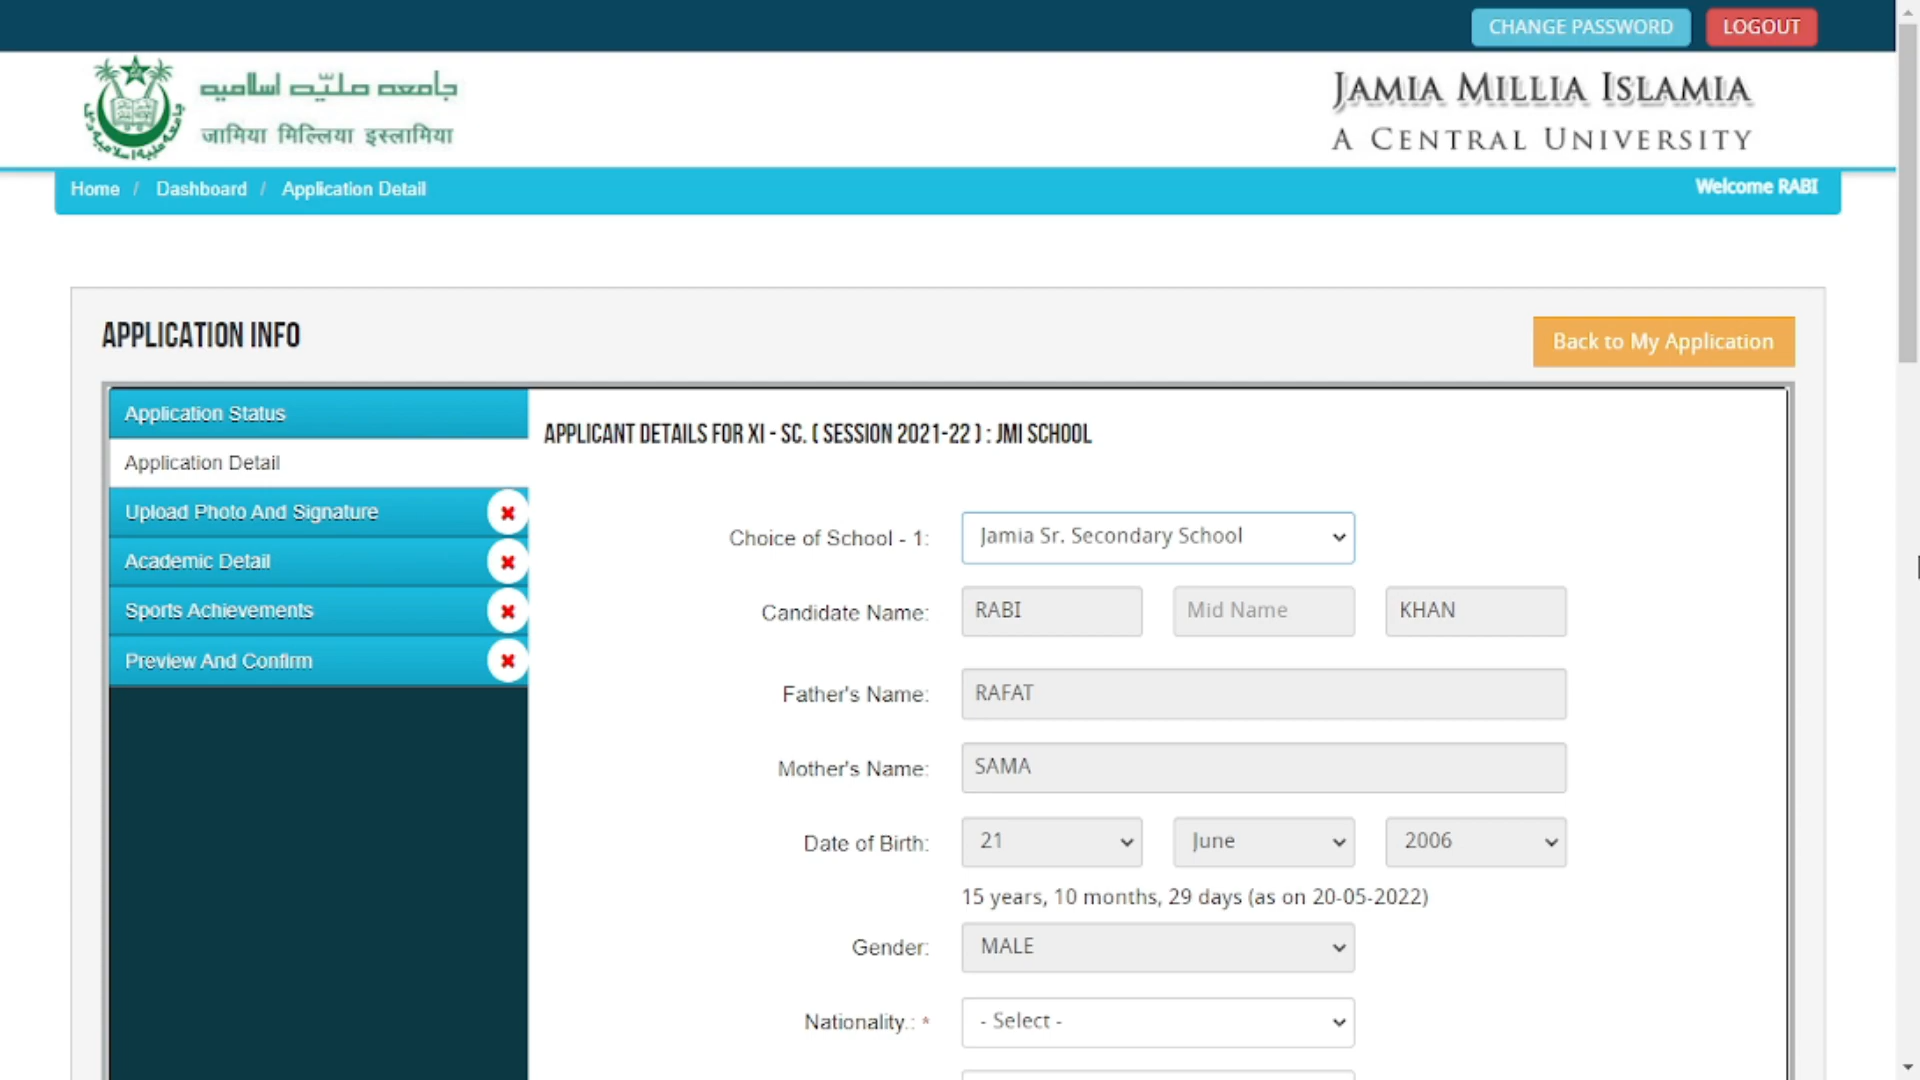 CHANGE PASSWORD LOGOUT
جامعہ ملیّہ اسلامیہ
जामिया मिल्लिया इस्लामिया
JAMIA MILLIA ISLAMIA
A CENTRAL UNIVERSITY
Home / Dashboard / Application Detail Welcome RABI
APPLICATION INFO
Back to My Application
Application Status
Application Detail
Upload Photo And Signature
Academic Detail
Sports Achievements
Preview And Confirm
APPLICANT DETAILS FOR XI - SC. ( SESSION 2021-22 ) : JMI SCHOOL
Choice of School - 1: Jamia Sr. Secondary School
Candidate Name: RABI Mid Name KHAN
Father's Name: RAFAT
Mother's Name: SAMA
Date of Birth: 21 June 2006
15 years, 10 months, 29 days (as on 20-05-2022)
Gender: MALE
Nationality.: * - Select -